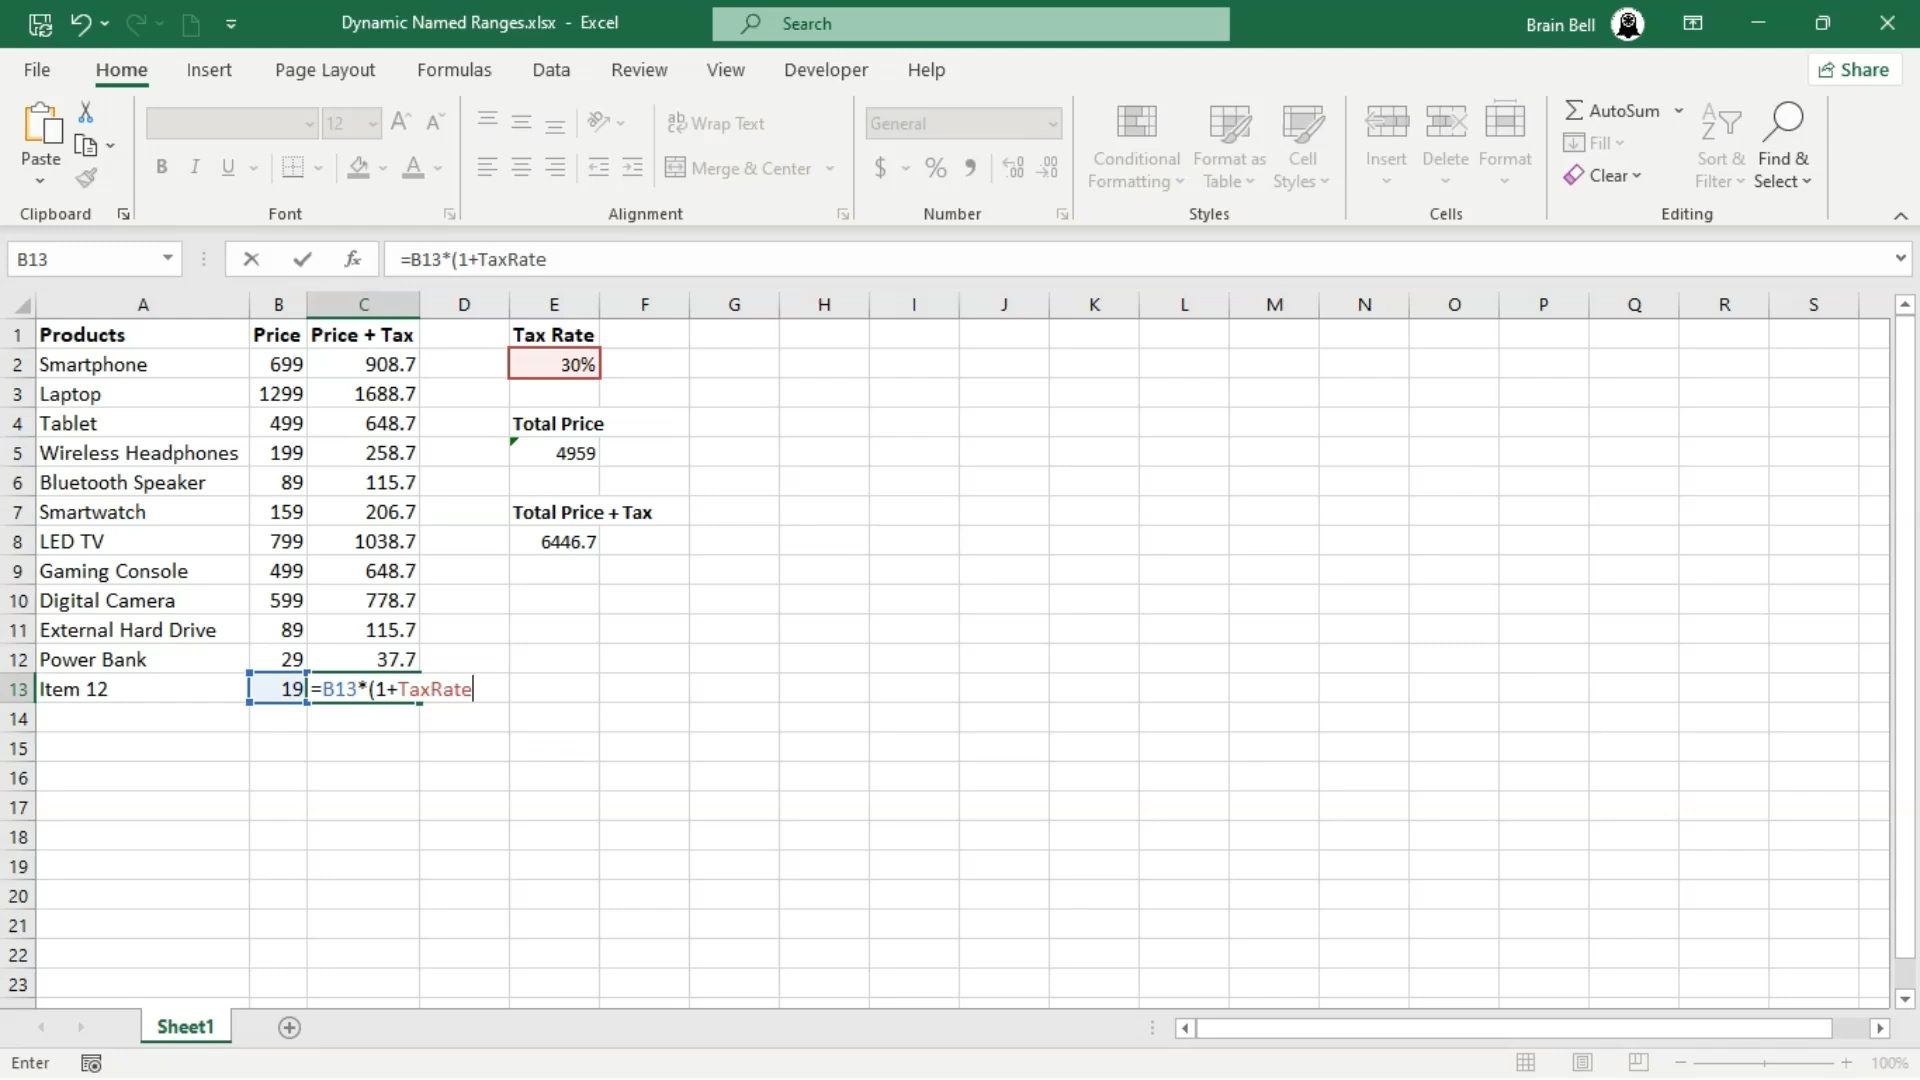 Dynamic Named Ranges.xlsx - Excel
Search
Brain Bell
File Home Insert Page Layout Formulas Data Review View Developer Help
Share
Paste
12
B I U
Wrap Text
Merge & Center
General
$ % ,
Conditional Formatting
Format as Table
Cell Styles
Insert Delete Format
AutoSum
Fill
Clear
Sort & Filter
Find & Select
Clipboard Font Alignment Number Styles Cells Editing
B13
fx
=B13*(1+TaxRate
A B C D E F G H I J K L M N O P Q R S
1 Products Price Price + Tax Tax Rate
2 Smartphone 699 908.7 30%
3 Laptop 1299 1688.7
4 Tablet 499 648.7 Total Price
5 Wireless Headphones 199 258.7 4959
6 Bluetooth Speaker 89 115.7
7 Smartwatch 159 206.7 Total Price + Tax
8 LED TV 799 1038.7 6446.7
9 Gaming Console 499 648.7
10 Digital Camera 599 778.7
11 External Hard Drive 89 115.7
12 Power Bank 29 37.7
13 Item 12 19 =B13*(1+TaxRate
14
15
16
17
18
19
20
21
22
23
Sheet1
Enter
100%